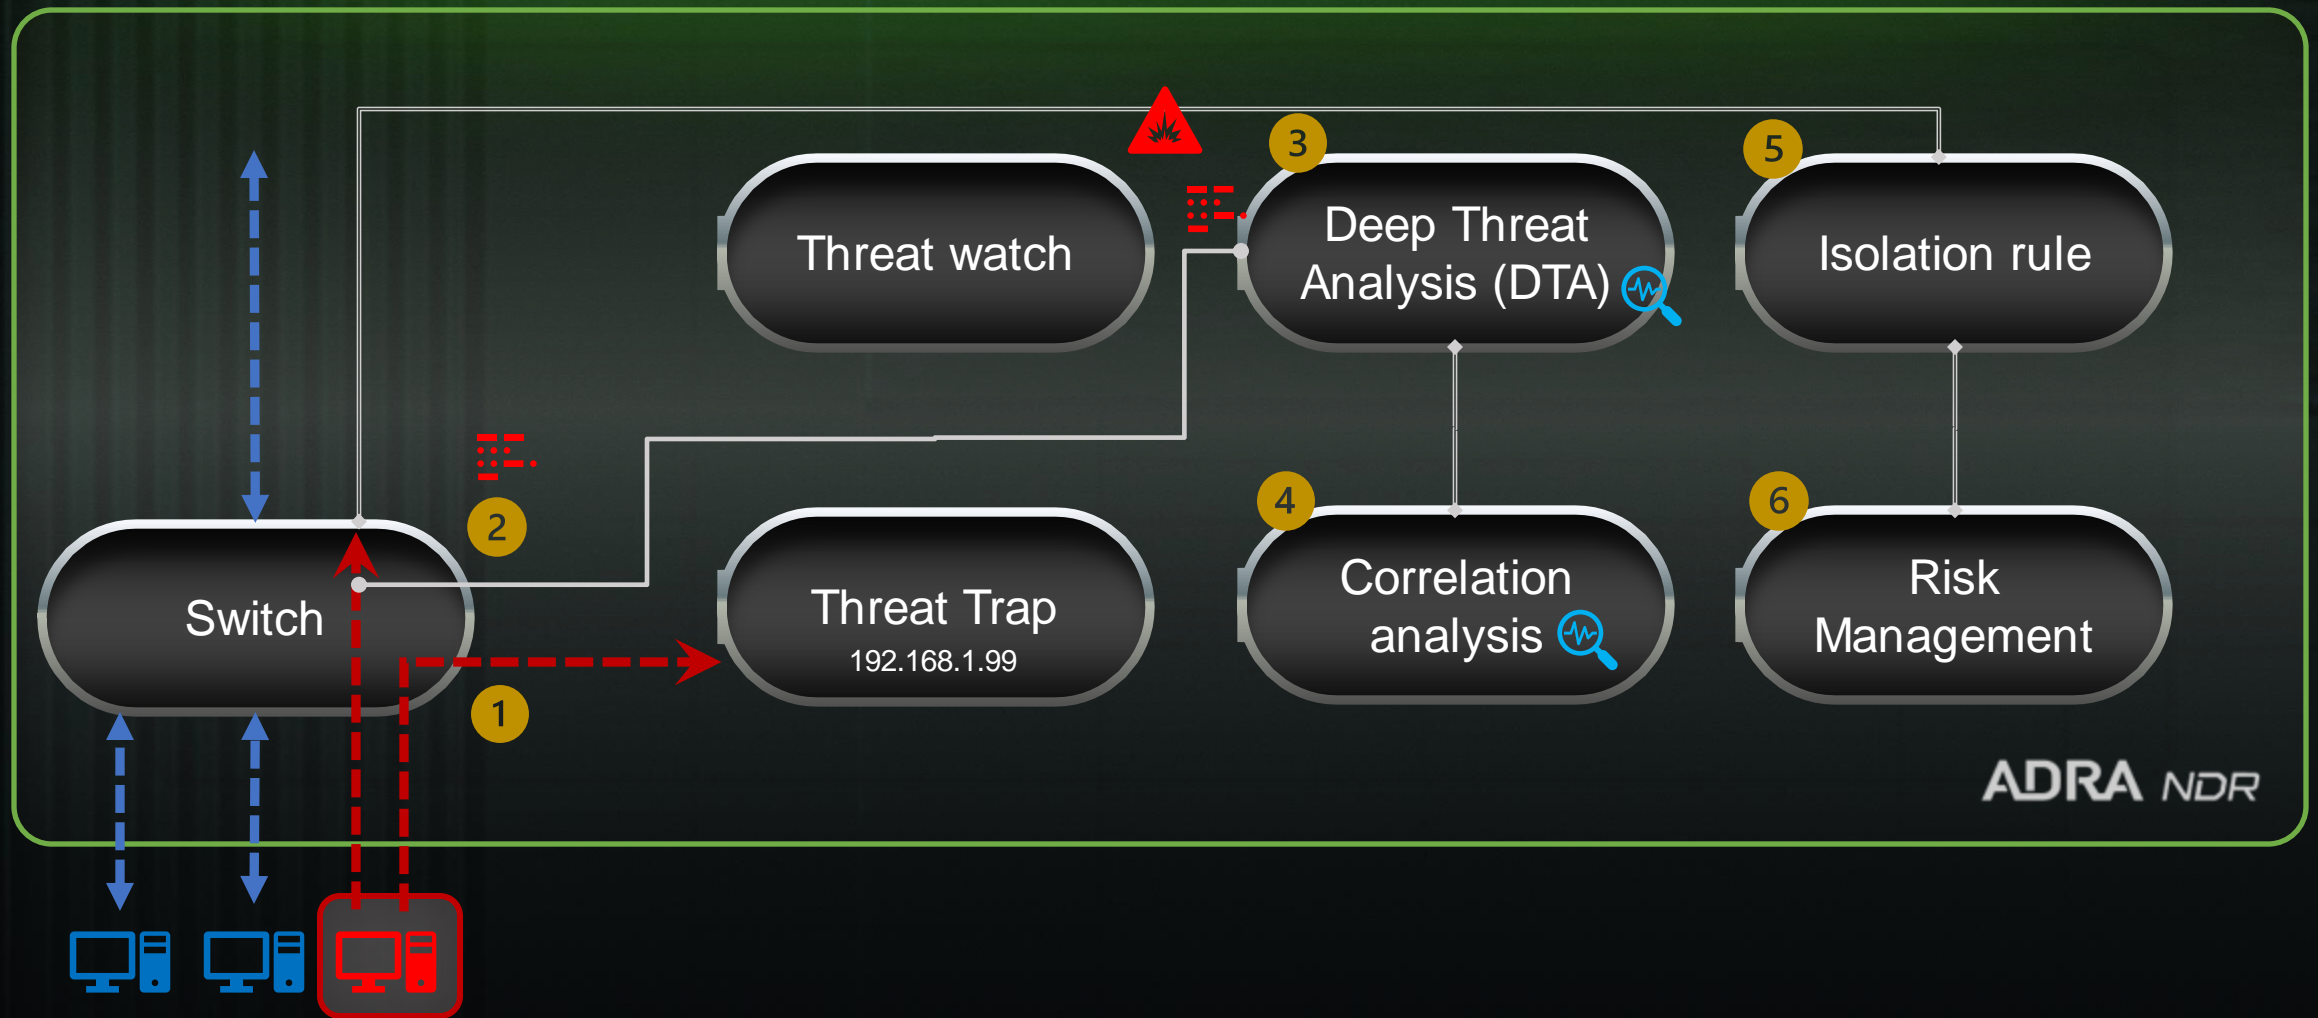 3
5
Threat watch
Deep Threat
Analysis (DTA)
Isolation rule
2
4
6
Switch
Threat Trap
192.168.1.99
Correlation
analysis
Risk
Management
1
ADRA NDR